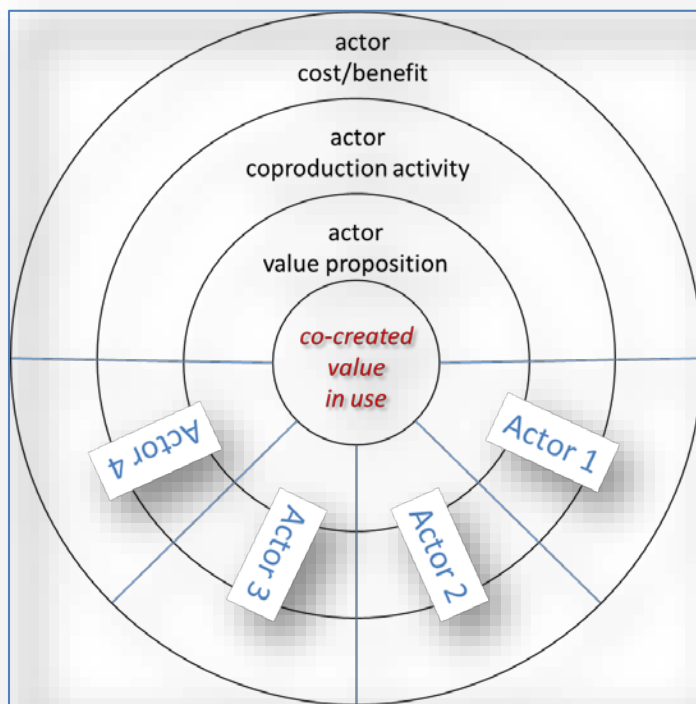 actor
cost/benefit
actor
coproduction activity
actor
value proposition
co-created
value
in use
Actor 4
Actor 3
Actor 2
Actor 1